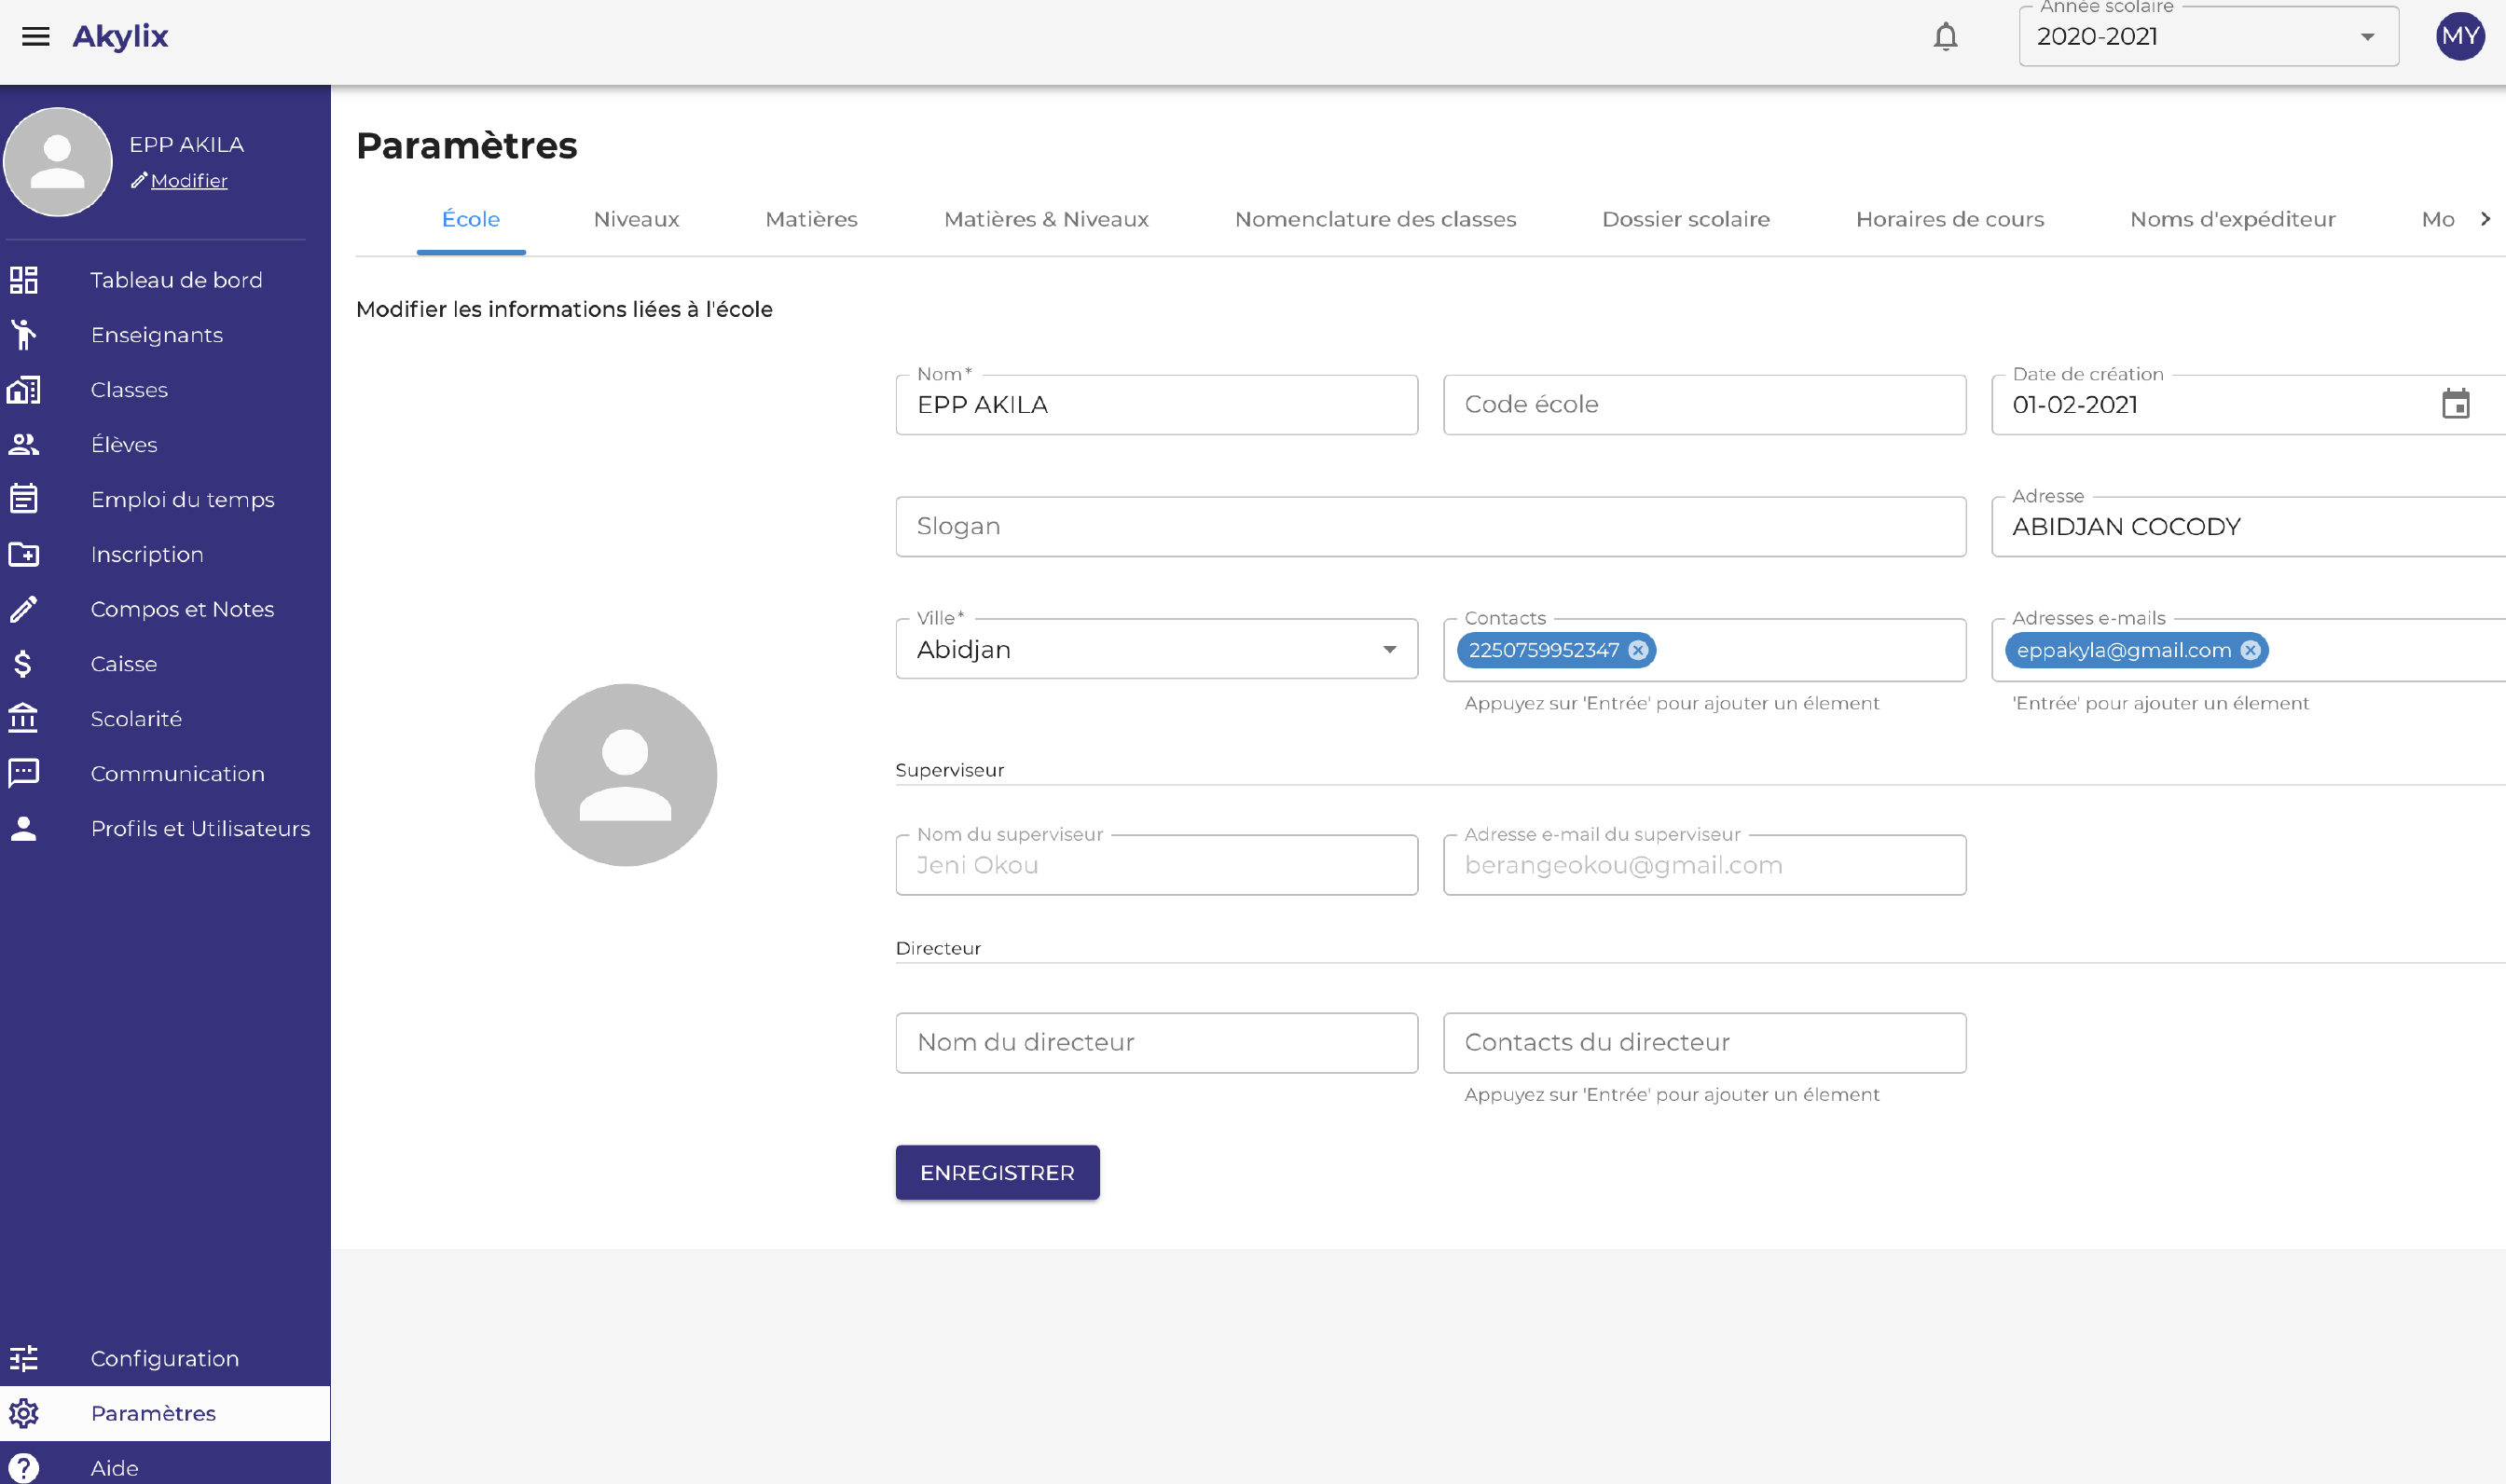 Akylix
Année scolaire
2020-2021
MY
EPP AKILA
Modifier
Tableau de bord
Enseignants
Classes
Élèves
Emploi du temps
Inscription
Compos et Notes
Caisse
Scolarité
Communication
Profils et Utilisateurs
Configuration
Paramètres
Aide
Paramètres
École Niveaux Matières Matières & Niveaux Nomenclature des classes Dossier scolaire Horaires de cours Noms d'expéditeur Mo
Modifier les informations liées à l'école
Nom*
EPP AKILA
Code école
Date de création
01-02-2021
Slogan
Adresse
ABIDJAN COCODY
Ville*
Abidjan
Contacts
2250759952347
Appuyez sur 'Entrée' pour ajouter un élement
Adresses e-mails
eppakyla@gmail.com
'Entrée' pour ajouter un élement
Superviseur
Nom du superviseur
Jeni Okou
Adresse e-mail du superviseur
berangeokou@gmail.com
Directeur
Nom du directeur
Contacts du directeur
Appuyez sur 'Entrée' pour ajouter un élement
ENREGISTRER